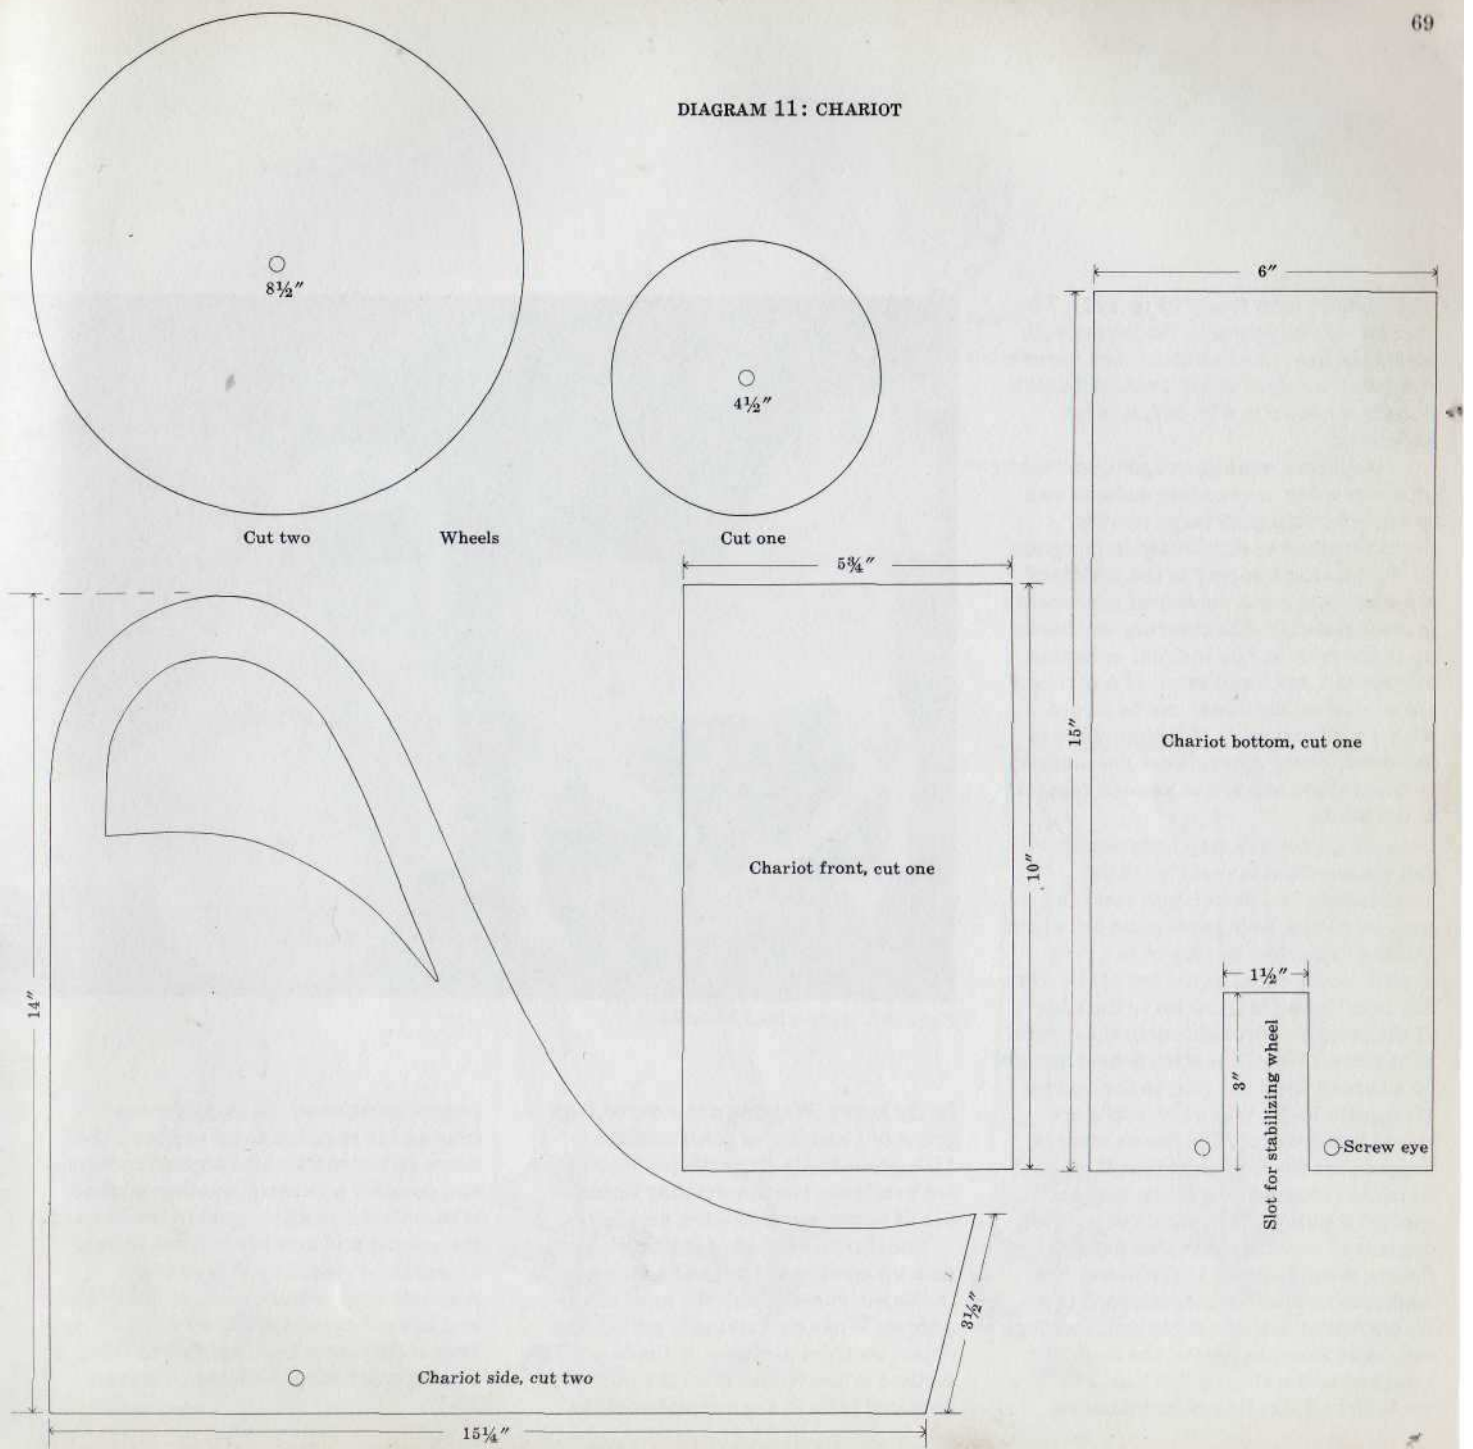 69
DIAGRAM 11: CHARIOT
8½″
4½″
6″
Cut two
Wheels
Cut one
5¾″
15″
Chariot bottom, cut one
Chariot front, cut one
10″
14″
1½″
3″
Slot for stabilizing wheel
Screw eye
3½″
Chariot side, cut two
15¼″